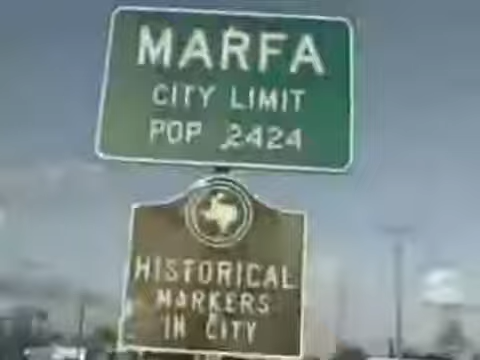 MARFA
CITY LIMIT
POP 2424
HISTORICAL
MARKERS
IN CITY